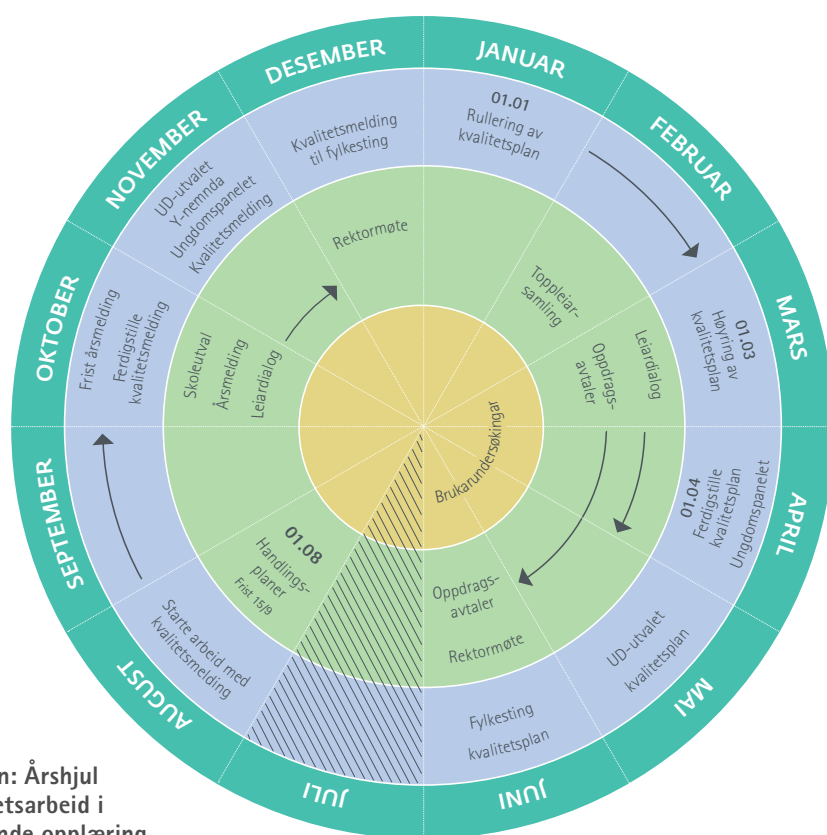 JANUAR
FEBRUAR
MARS
APRIL
MAI
JUNI
JULI
AUGUST
SEPTEMBER
OKTOBER
NOVEMBER
DESEMBER
01.01
Rullering av
kvalitetsplan
01.03
Høyring av
kvalitetsplan
01.04
Ferdigstille
kvalitetsplan
Ungdomspanelet
UD-utvalet
kvalitetsplan
Fylkesting
kvalitetsplan
Starte arbeid med
kvalitetsmelding
Frist årsmelding
Ferdigstille
kvalitetsmelding
UD-utvalet
Y-nemnda
Ungdomspanelet
Kvalitetsmelding
Kvalitetsmelding
til fylkesting
Toppleiar-
samling
Leiardialog
Oppdrags-
avtaler
Oppdrags-
avtaler
Rektormøte
01.08
Handlings-
planer
Frist 15/9
Skoleutval
Årsmelding
Leiardialog
Rektormøte
Brukarundersøkingar
n: Årshjul
etsarbeid i
nde opplæring